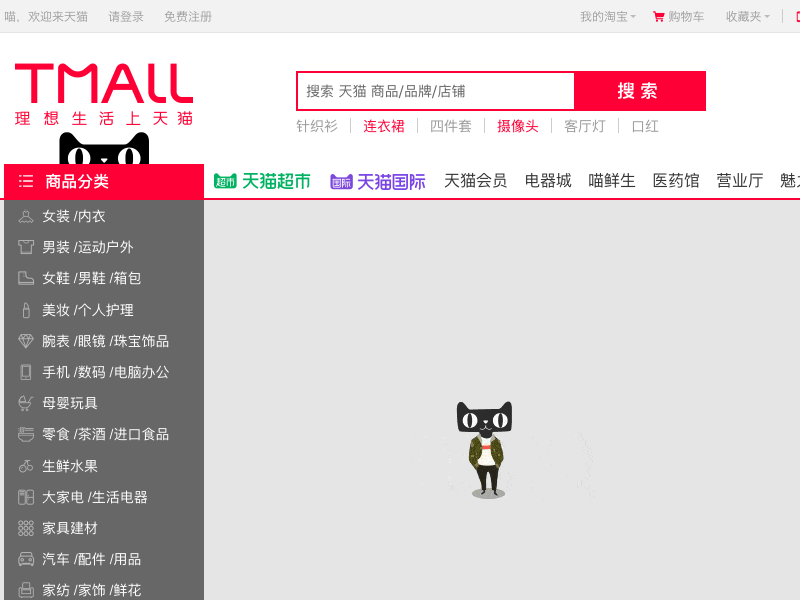 喵，欢迎来天猫 请登录 免费注册 我的淘宝 购物车 收藏夹
TMALL
理想生活上天猫
搜索 天猫 商品/品牌/店铺 搜 索
针织衫 连衣裙 四件套 摄像头 客厅灯 口红
商品分类 超市 天猫超市 国际 天猫国际 天猫会员 电器城 喵鲜生 医药馆 营业厅 魅
女装 /内衣
男装 /运动户外
女鞋 /男鞋 /箱包
美妆 /个人护理
腕表 /眼镜 /珠宝饰品
手机 /数码 /电脑办公
母婴玩具
零食 /茶酒 /进口食品
生鲜水果
大家电 /生活电器
家具建材
汽车 /配件 /用品
家纺 /家饰 /鲜花